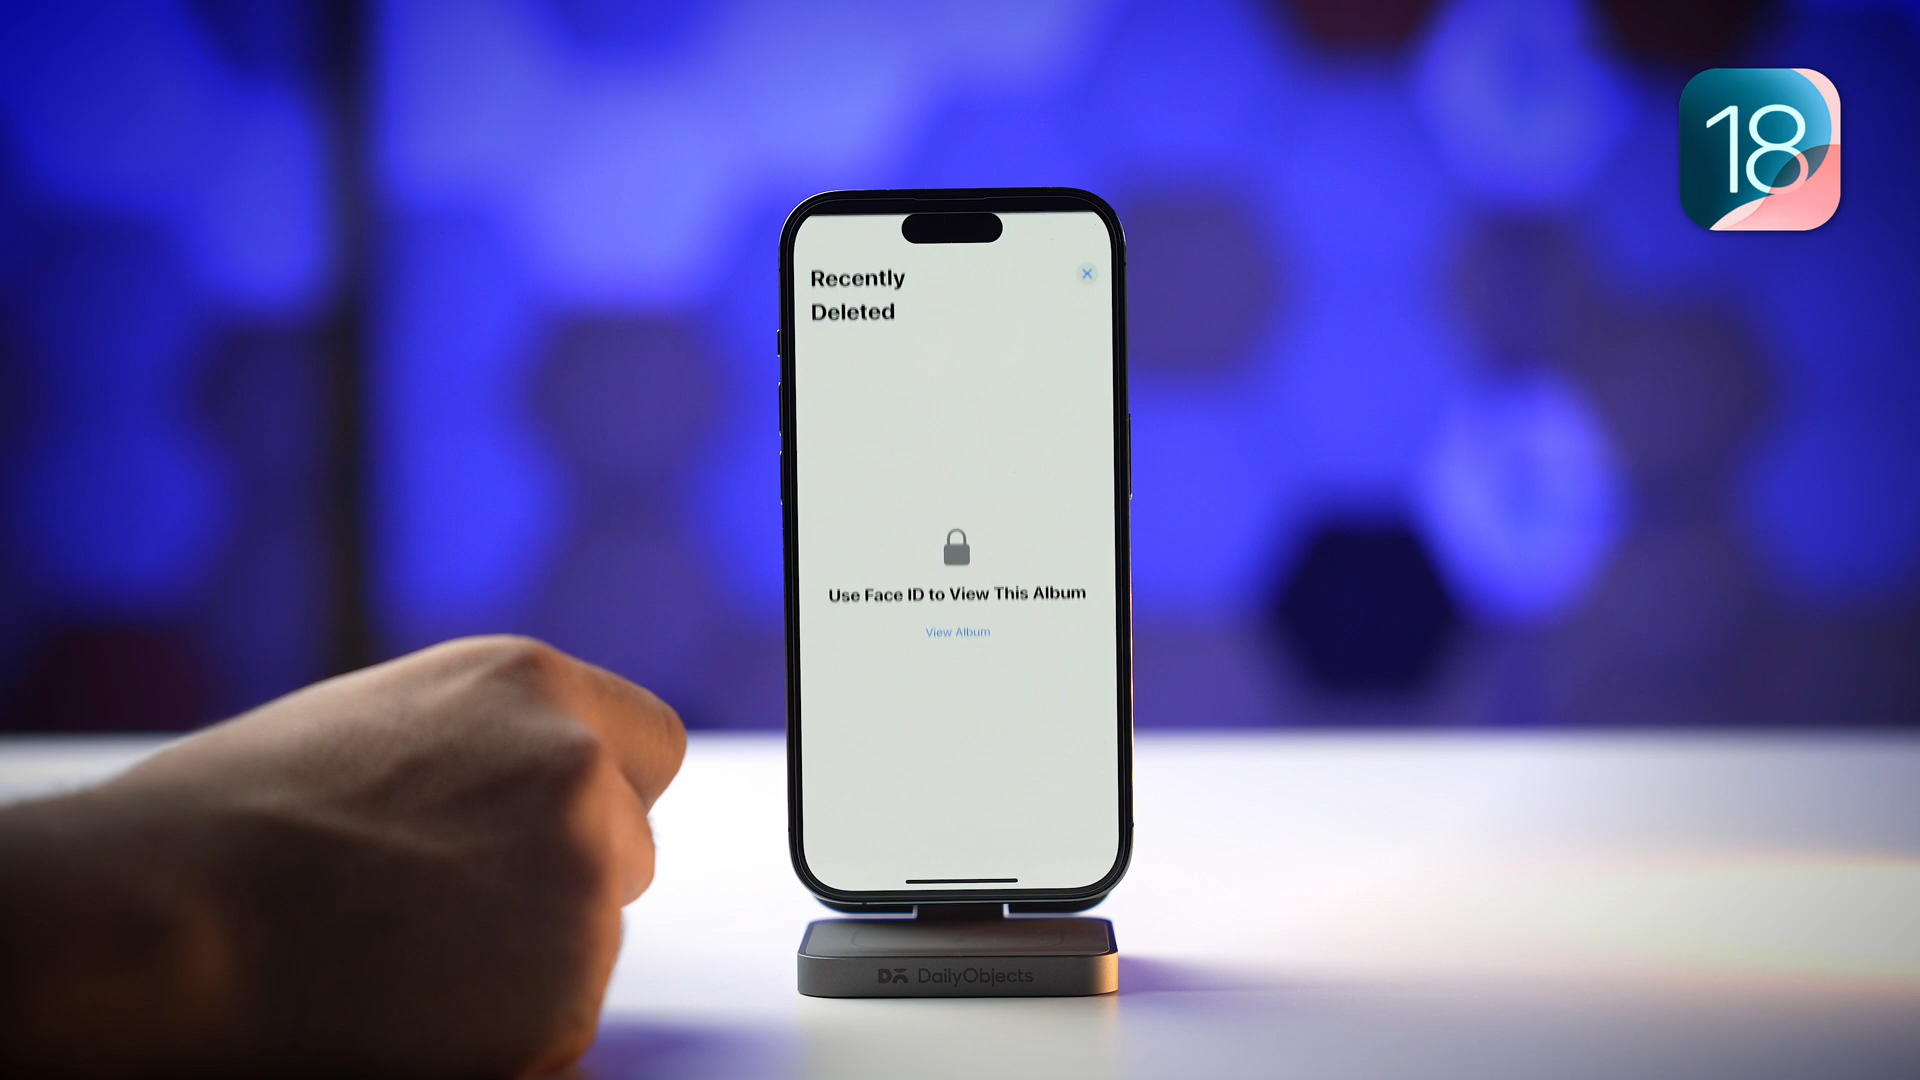 18
Recently
Deleted
Use Face ID to View This Album
View Album
DailyObjects